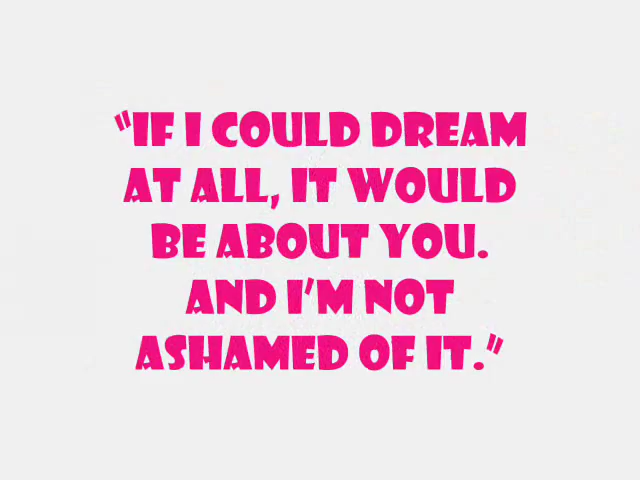 "IF I COULD DREAM
AT ALL, IT WOULD
BE ABOUT YOU.
AND I'M NOT
ASHAMED OF IT."